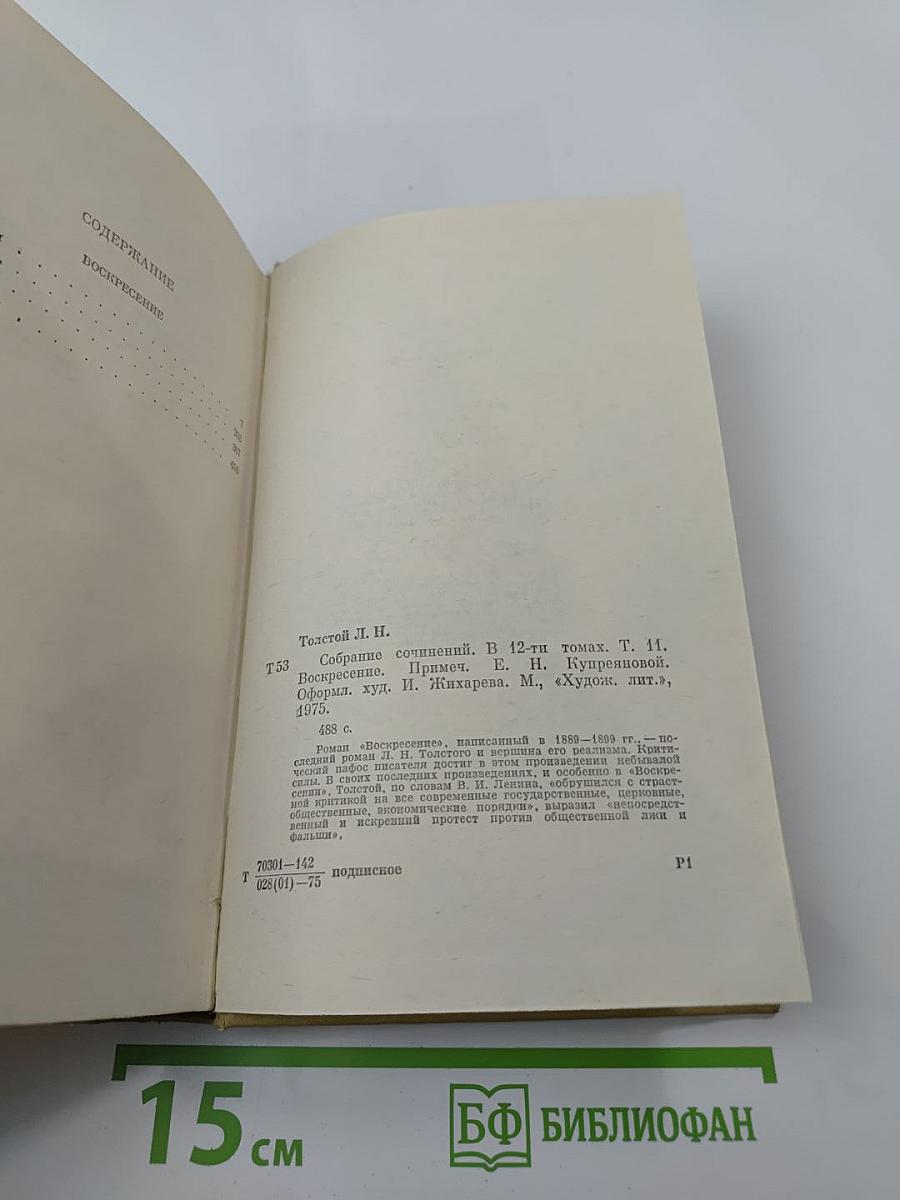 СОДЕРЖАНИЕ
ВОСКРЕСЕНИЕ
7
Толстой Л. Н.
Т53 Собрание сочинений. В 12-ти томах. Т. 11.
Воскресение. Примеч. Е. Н. Купреяновой.
Оформл. худ. И. Жихарева. М., «Худож. лит.»,
1975.
488 с.
Роман «Воскресение», написанный в 1889—1899 гг.,—по-
следний роман Л. Н. Толстого и вершина его реализма. Крити-
ческий пафос писателя достиг в этом произведении небывалой
силы. В своих последних произведениях, и особенно в «Воскре-
сении», Толстой, по словам В. И. Ленина, «обрушился с страст-
ной критикой на все современные государственные, церковные,
общественные, экономические порядки», выразил «непосредст-
венный и искренний протест против общественной лжи и
фальши».
Т 70301—142
028(01)—75 подписное Р1
15 см
БФ БИБЛИОФАН